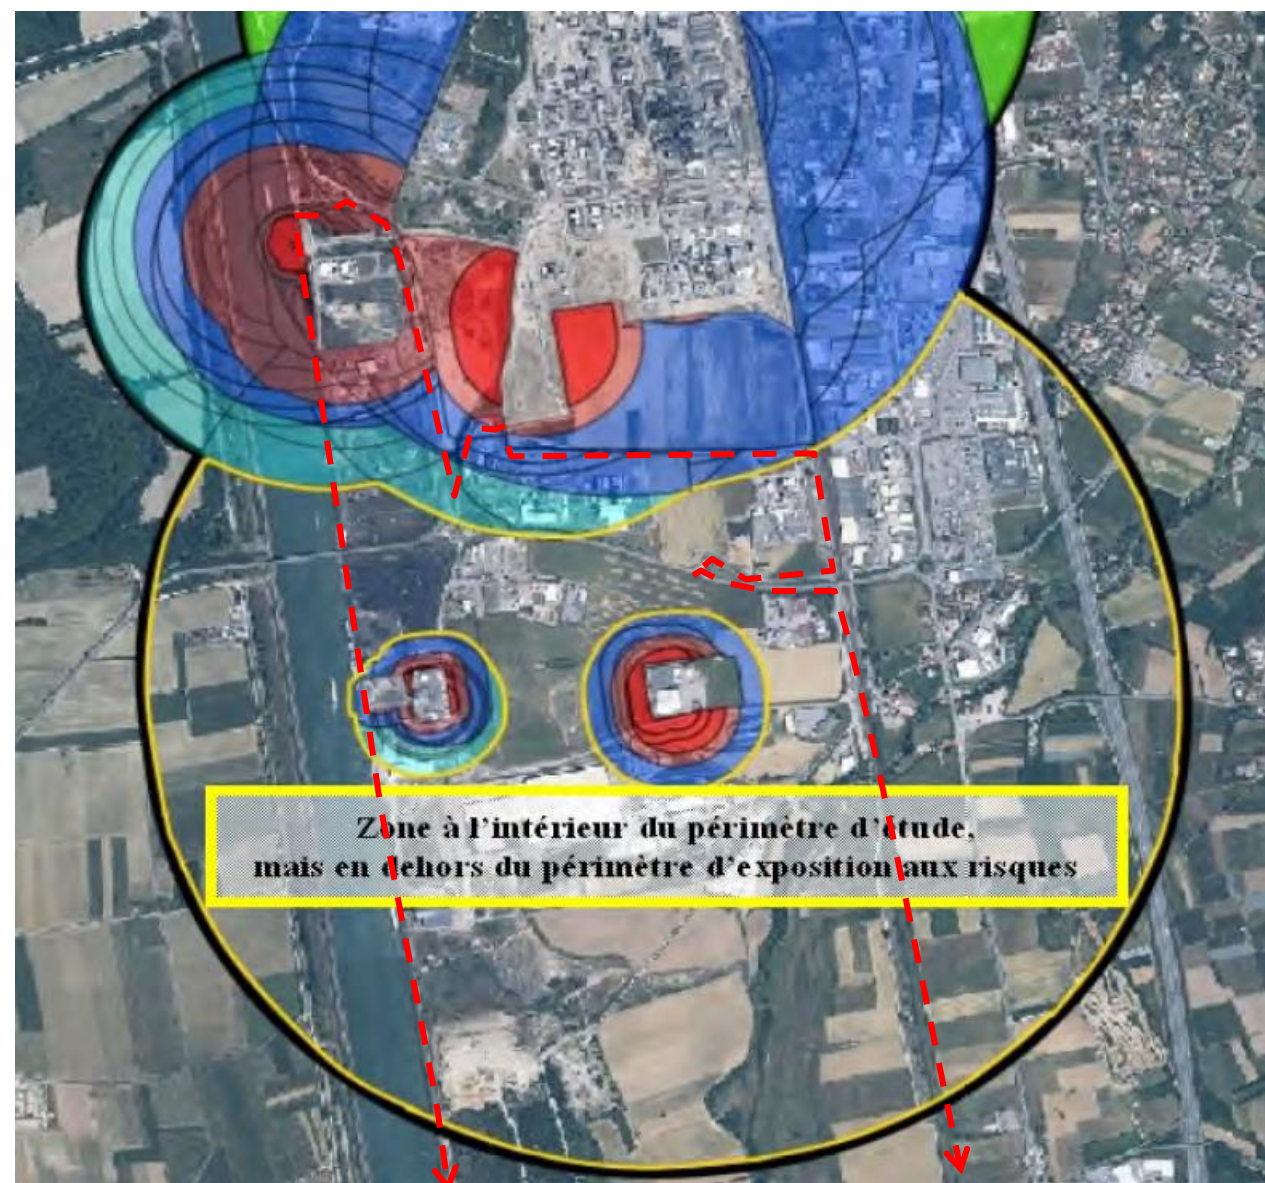 Zone à l'intérieur du périmètre d'étude,
mais en dehors du périmètre d'exposition aux risques